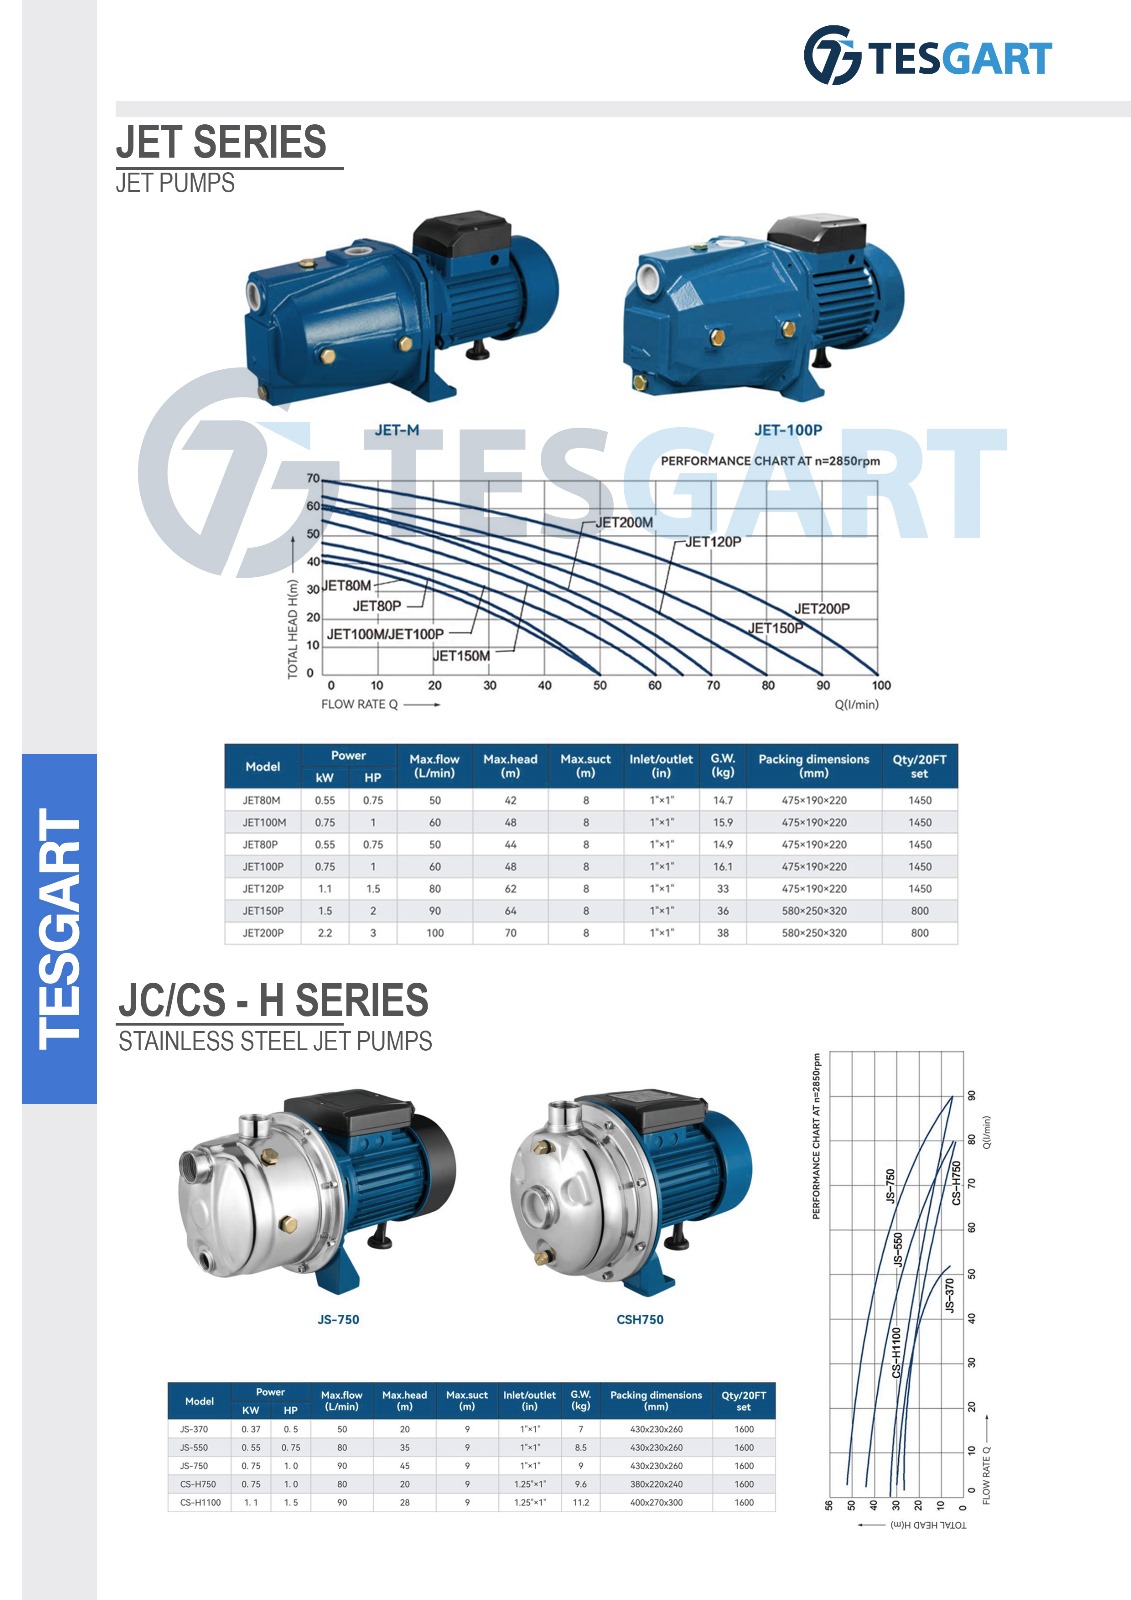 TESGART
JET SERIES
JET PUMPS
JET-M
JET-100P
TESGART
PERFORMANCE CHART AT n=2850rpm
70
60
50
40
30
20
10
0
TOTAL HEAD H(m)
JET200M
JET120P
JET80M
JET80P
JET200P
JET150P
JET100M/JET100P
JET150M
0 10 20 30 40 50 60 70 80 90 100
FLOW RATE Q Q(l/min)
Model Power Max.flow (L/min) Max.head (m) Max.suct (m) Inlet/outlet (in) G.W. (kg) Packing dimensions (mm) Qty/20FT set
kW HP
JET80M 0.55 0.75 50 42 8 1"×1" 14.7 475×190×220 1450
JET100M 0.75 1 60 48 8 1"×1" 15.9 475×190×220 1450
JET80P 0.55 0.75 50 44 8 1"×1" 14.9 475×190×220 1450
JET100P 0.75 1 60 48 8 1"×1" 16.1 475×190×220 1450
JET120P 1.1 1.5 80 62 8 1"×1" 33 475×190×220 1450
JET150P 1.5 2 90 64 8 1"×1" 36 580×250×320 800
JET200P 2.2 3 100 70 8 1"×1" 38 580×250×320 800
TESGART
JC/CS - H SERIES
STAINLESS STEEL JET PUMPS
JS-750
CSH750
PERFORMANCE CHART AT n=2850rpm
JS-750
CS-H750
JS-550
JS-370
CS-H1100
90
80
70
60
50
40
30
20
10
0
Q(l/min)
FLOW RATE Q
56 50 40 30 20 10 0
TOTAL HEAD H(m)
Model Power Max.flow (L/min) Max.head (m) Max.suct (m) Inlet/outlet (in) G.W. (kg) Packing dimensions (mm) Qty/20FT set
KW HP
JS-370 0. 37 0. 5 50 20 9 1"×1" 7 430x230x260 1600
JS-550 0. 55 0. 75 80 35 9 1"×1" 8.5 430x230x260 1600
JS-750 0. 75 1. 0 90 45 9 1"×1" 9 430x230x260 1600
CS-H750 0. 75 1. 0 80 20 9 1.25"×1" 9.6 380x220x240 1600
CS-H1100 1. 1 1. 5 90 28 9 1.25"×1" 11.2 400x270x300 1600